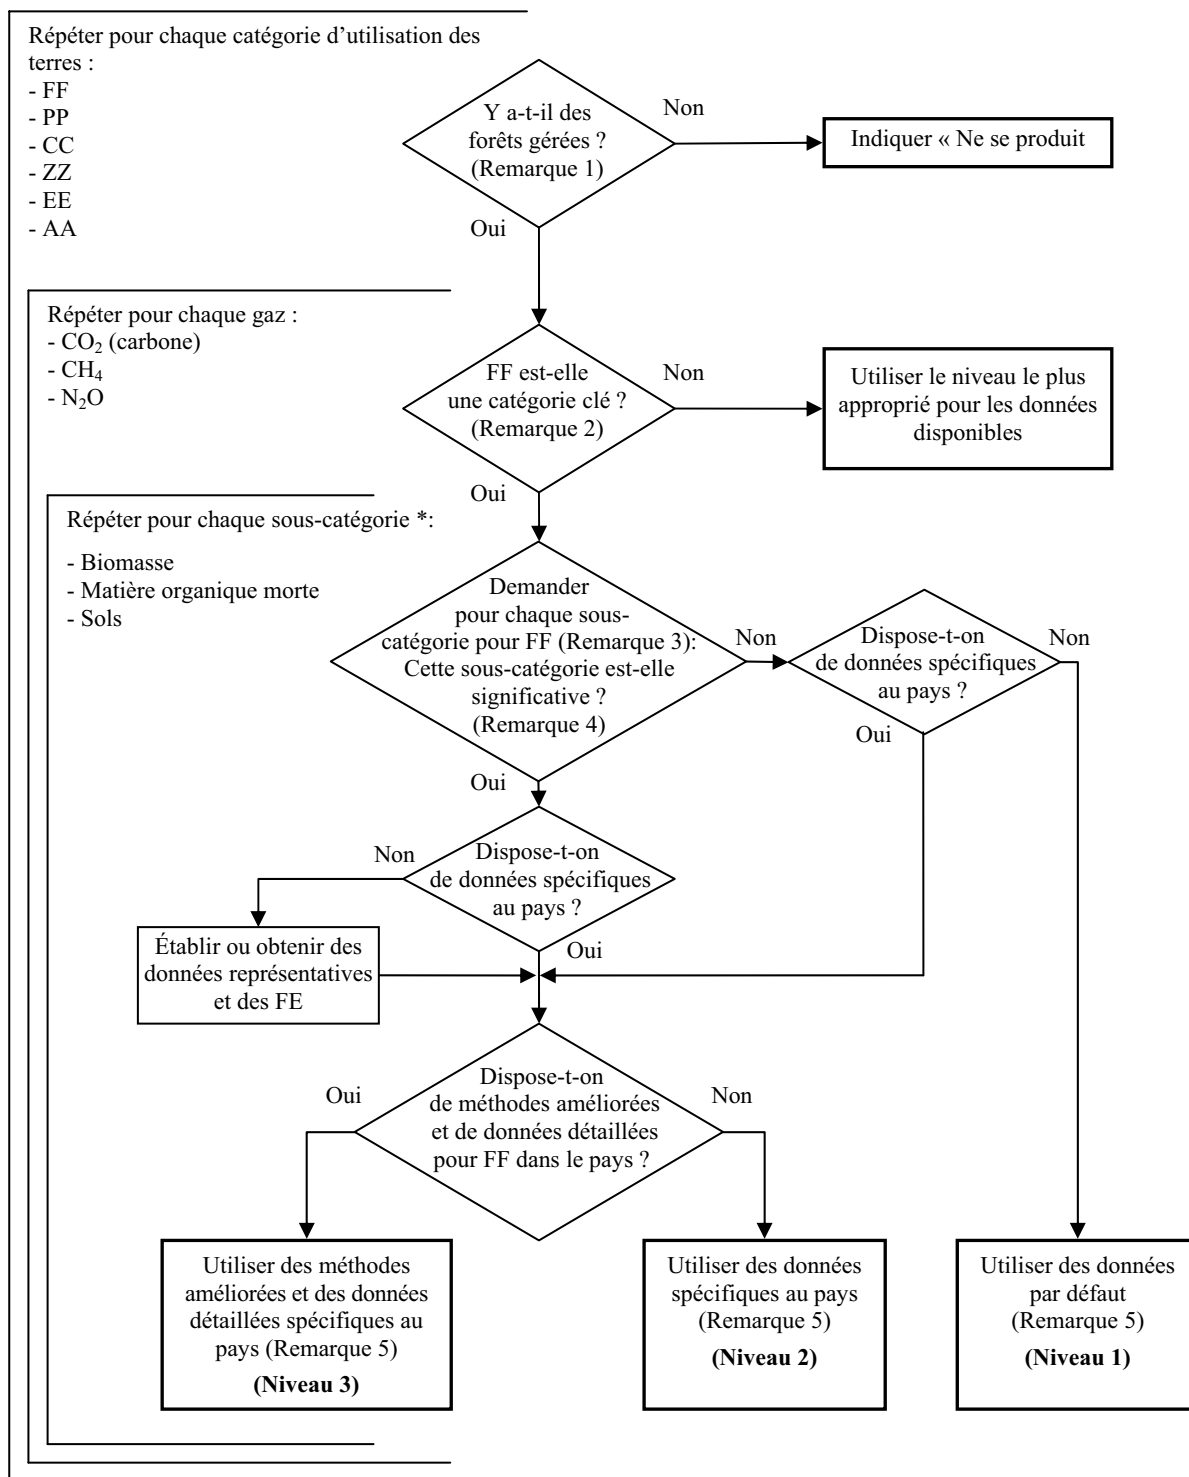 Répéter pour chaque catégorie d’utilisation des
terres :
- FF
- PP
- CC
- ZZ
- EE
- AA
Y a-t-il des
forêts gérées ?
(Remarque 1)
Non
Indiquer « Ne se produit
Oui
Répéter pour chaque gaz :
- CO₂ (carbone)
- CH₄
- N₂O
FF est-elle
une catégorie clé ?
(Remarque 2)
Non
Utiliser le niveau le plus
approprié pour les données
disponibles
Oui
Répéter pour chaque sous-catégorie *:
- Biomasse
- Matière organique morte
- Sols
Demander
pour chaque sous-
catégorie pour FF (Remarque 3):
Cette sous-catégorie est-elle
significative ?
(Remarque 4)
Non
Dispose-t-on
de données spécifiques
au pays ?
Non
Oui
Oui
Dispose-t-on
de données spécifiques
au pays ?
Non
Établir ou obtenir des
données représentatives
et des FE
Oui
Dispose-t-on
de méthodes améliorées
et de données détaillées
pour FF dans le pays ?
Oui
Non
Utiliser des méthodes
améliorées et des données
détaillées spécifiques au
pays (Remarque 5)
(Niveau 3)
Utiliser des données
spécifiques au pays
(Remarque 5)
(Niveau 2)
Utiliser des données
par défaut
(Remarque 5)
(Niveau 1)